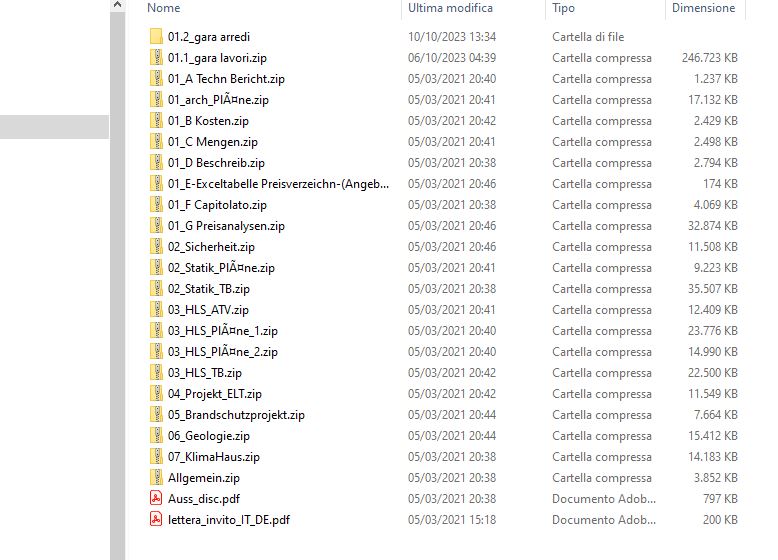 Nome Ultima modifica Tipo Dimensione
01.2_gara arredi 10/10/2023 13:34 Cartella di file
01.1_gara lavori.zip 06/10/2023 04:39 Cartella compressa 246.723 KB
01_A Techn Bericht.zip 05/03/2021 20:40 Cartella compressa 1.237 KB
01_arch_Pläne.zip 05/03/2021 20:41 Cartella compressa 17.132 KB
01_B Kosten.zip 05/03/2021 20:42 Cartella compressa 2.429 KB
01_C Mengen.zip 05/03/2021 20:41 Cartella compressa 2.498 KB
01_D Beschreib.zip 05/03/2021 20:38 Cartella compressa 2.794 KB
01_E-Exceltabelle Preisverzeichn-(Angeb... 05/03/2021 20:46 Cartella compressa 174 KB
01_F Capitolato.zip 05/03/2021 20:38 Cartella compressa 4.069 KB
01_G Preisanalysen.zip 05/03/2021 20:46 Cartella compressa 32.874 KB
02_Sicherheit.zip 05/03/2021 20:46 Cartella compressa 11.508 KB
02_Statik_Pläne.zip 05/03/2021 20:41 Cartella compressa 9.223 KB
02_Statik_TB.zip 05/03/2021 20:38 Cartella compressa 35.507 KB
03_HLS_ATV.zip 05/03/2021 20:41 Cartella compressa 12.409 KB
03_HLS_Pläne_1.zip 05/03/2021 20:40 Cartella compressa 23.776 KB
03_HLS_Pläne_2.zip 05/03/2021 20:40 Cartella compressa 14.990 KB
03_HLS_TB.zip 05/03/2021 20:42 Cartella compressa 22.500 KB
04_Projekt_ELT.zip 05/03/2021 20:42 Cartella compressa 11.549 KB
05_Brandschutzprojekt.zip 05/03/2021 20:44 Cartella compressa 7.664 KB
06_Geologie.zip 05/03/2021 20:44 Cartella compressa 15.412 KB
07_KlimaHaus.zip 05/03/2021 20:38 Cartella compressa 14.183 KB
Allgemein.zip 05/03/2021 20:38 Cartella compressa 3.852 KB
Auss_disc.pdf 05/03/2021 20:38 Documento Adob... 797 KB
lettera_invito_IT_DE.pdf 05/03/2021 15:18 Documento Adob... 200 KB